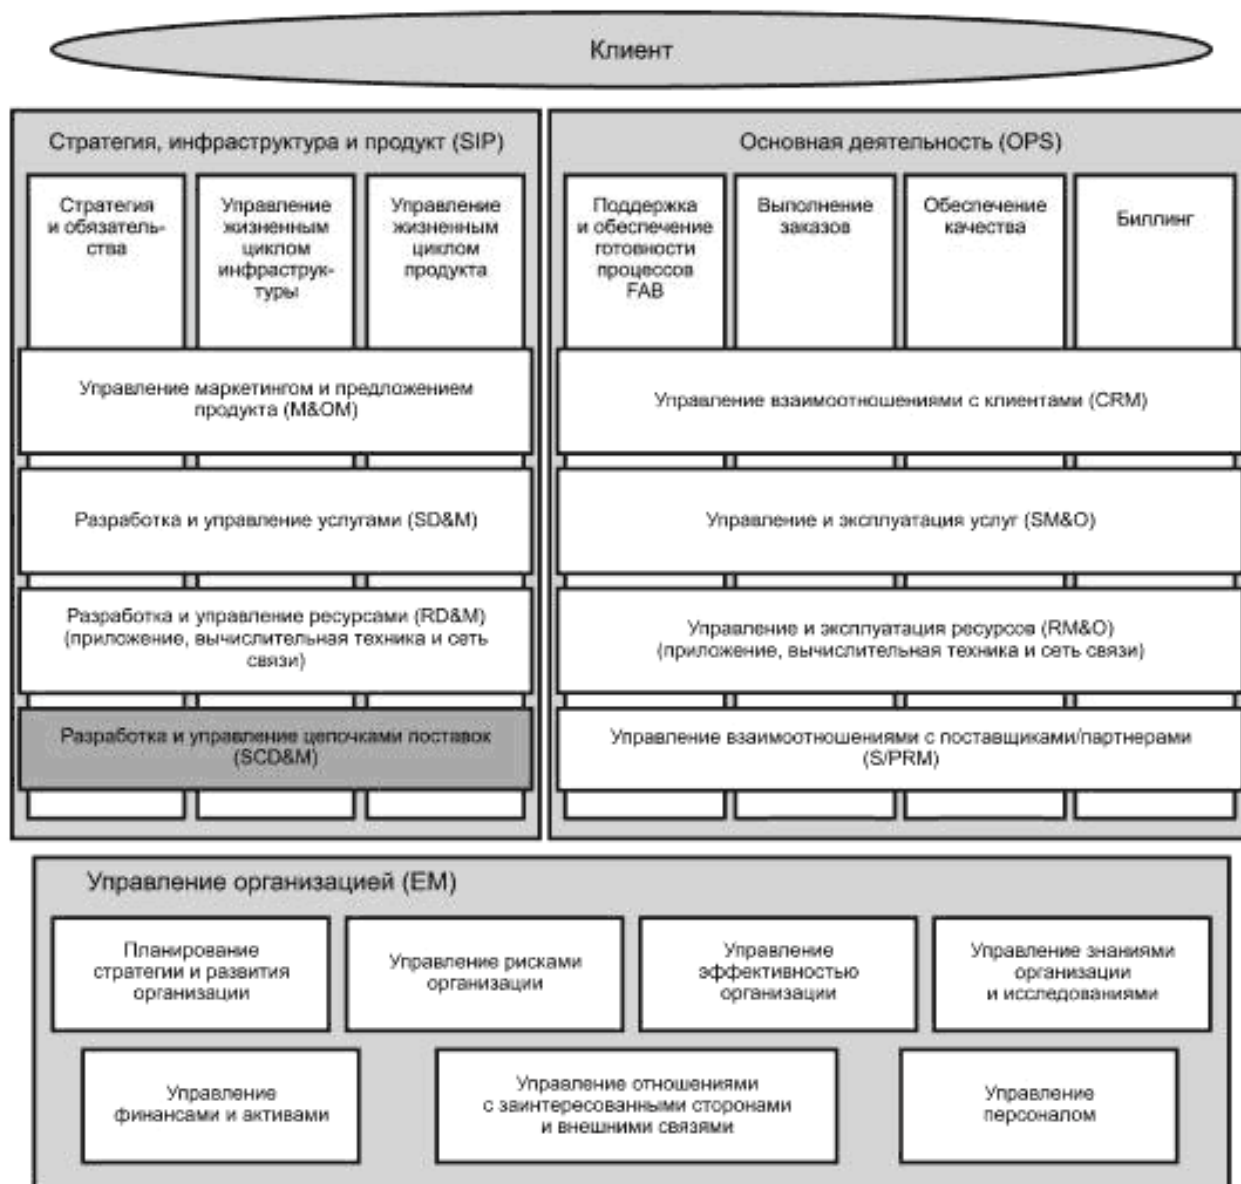 Клиент
Стратегия, инфраструктура и продукт (SIP)
Стратегия
и обязатель-
ства
Управление
жизненным
циклом
инфраструк-
туры
Управление
жизненным
циклом
продукта
Управление маркетингом и предложением
продукта (M&OM)
Разработка и управление услугами (SD&M)
Разработка и управление ресурсами (RD&M)
(приложение, вычислительная техника и сеть
связи)
Разработка и управление цепочками поставок
(SCD&M)
Основная деятельность (OPS)
Поддержка
и обеспечение
готовности
процессов
FAB
Выполнение
заказов
Обеспечение
качества
Биллинг
Управление взаимоотношениями с клиентами (CRM)
Управление и эксплуатация услуг (SM&O)
Управление и эксплуатация ресурсов (RM&O)
(приложение, вычислительная техника и сеть связи)
Управление взаимоотношениями с поставщиками/партнерами
(S/PRM)
Управление организацией (EM)
Планирование
стратегии и развития
организации
Управление рисками
организации
Управление
эффективностью
организации
Управление знаниями
организации
и исследованиями
Управление
финансами и активами
Управление отношениями
с заинтересованными сторонами
и внешними связями
Управление
персоналом